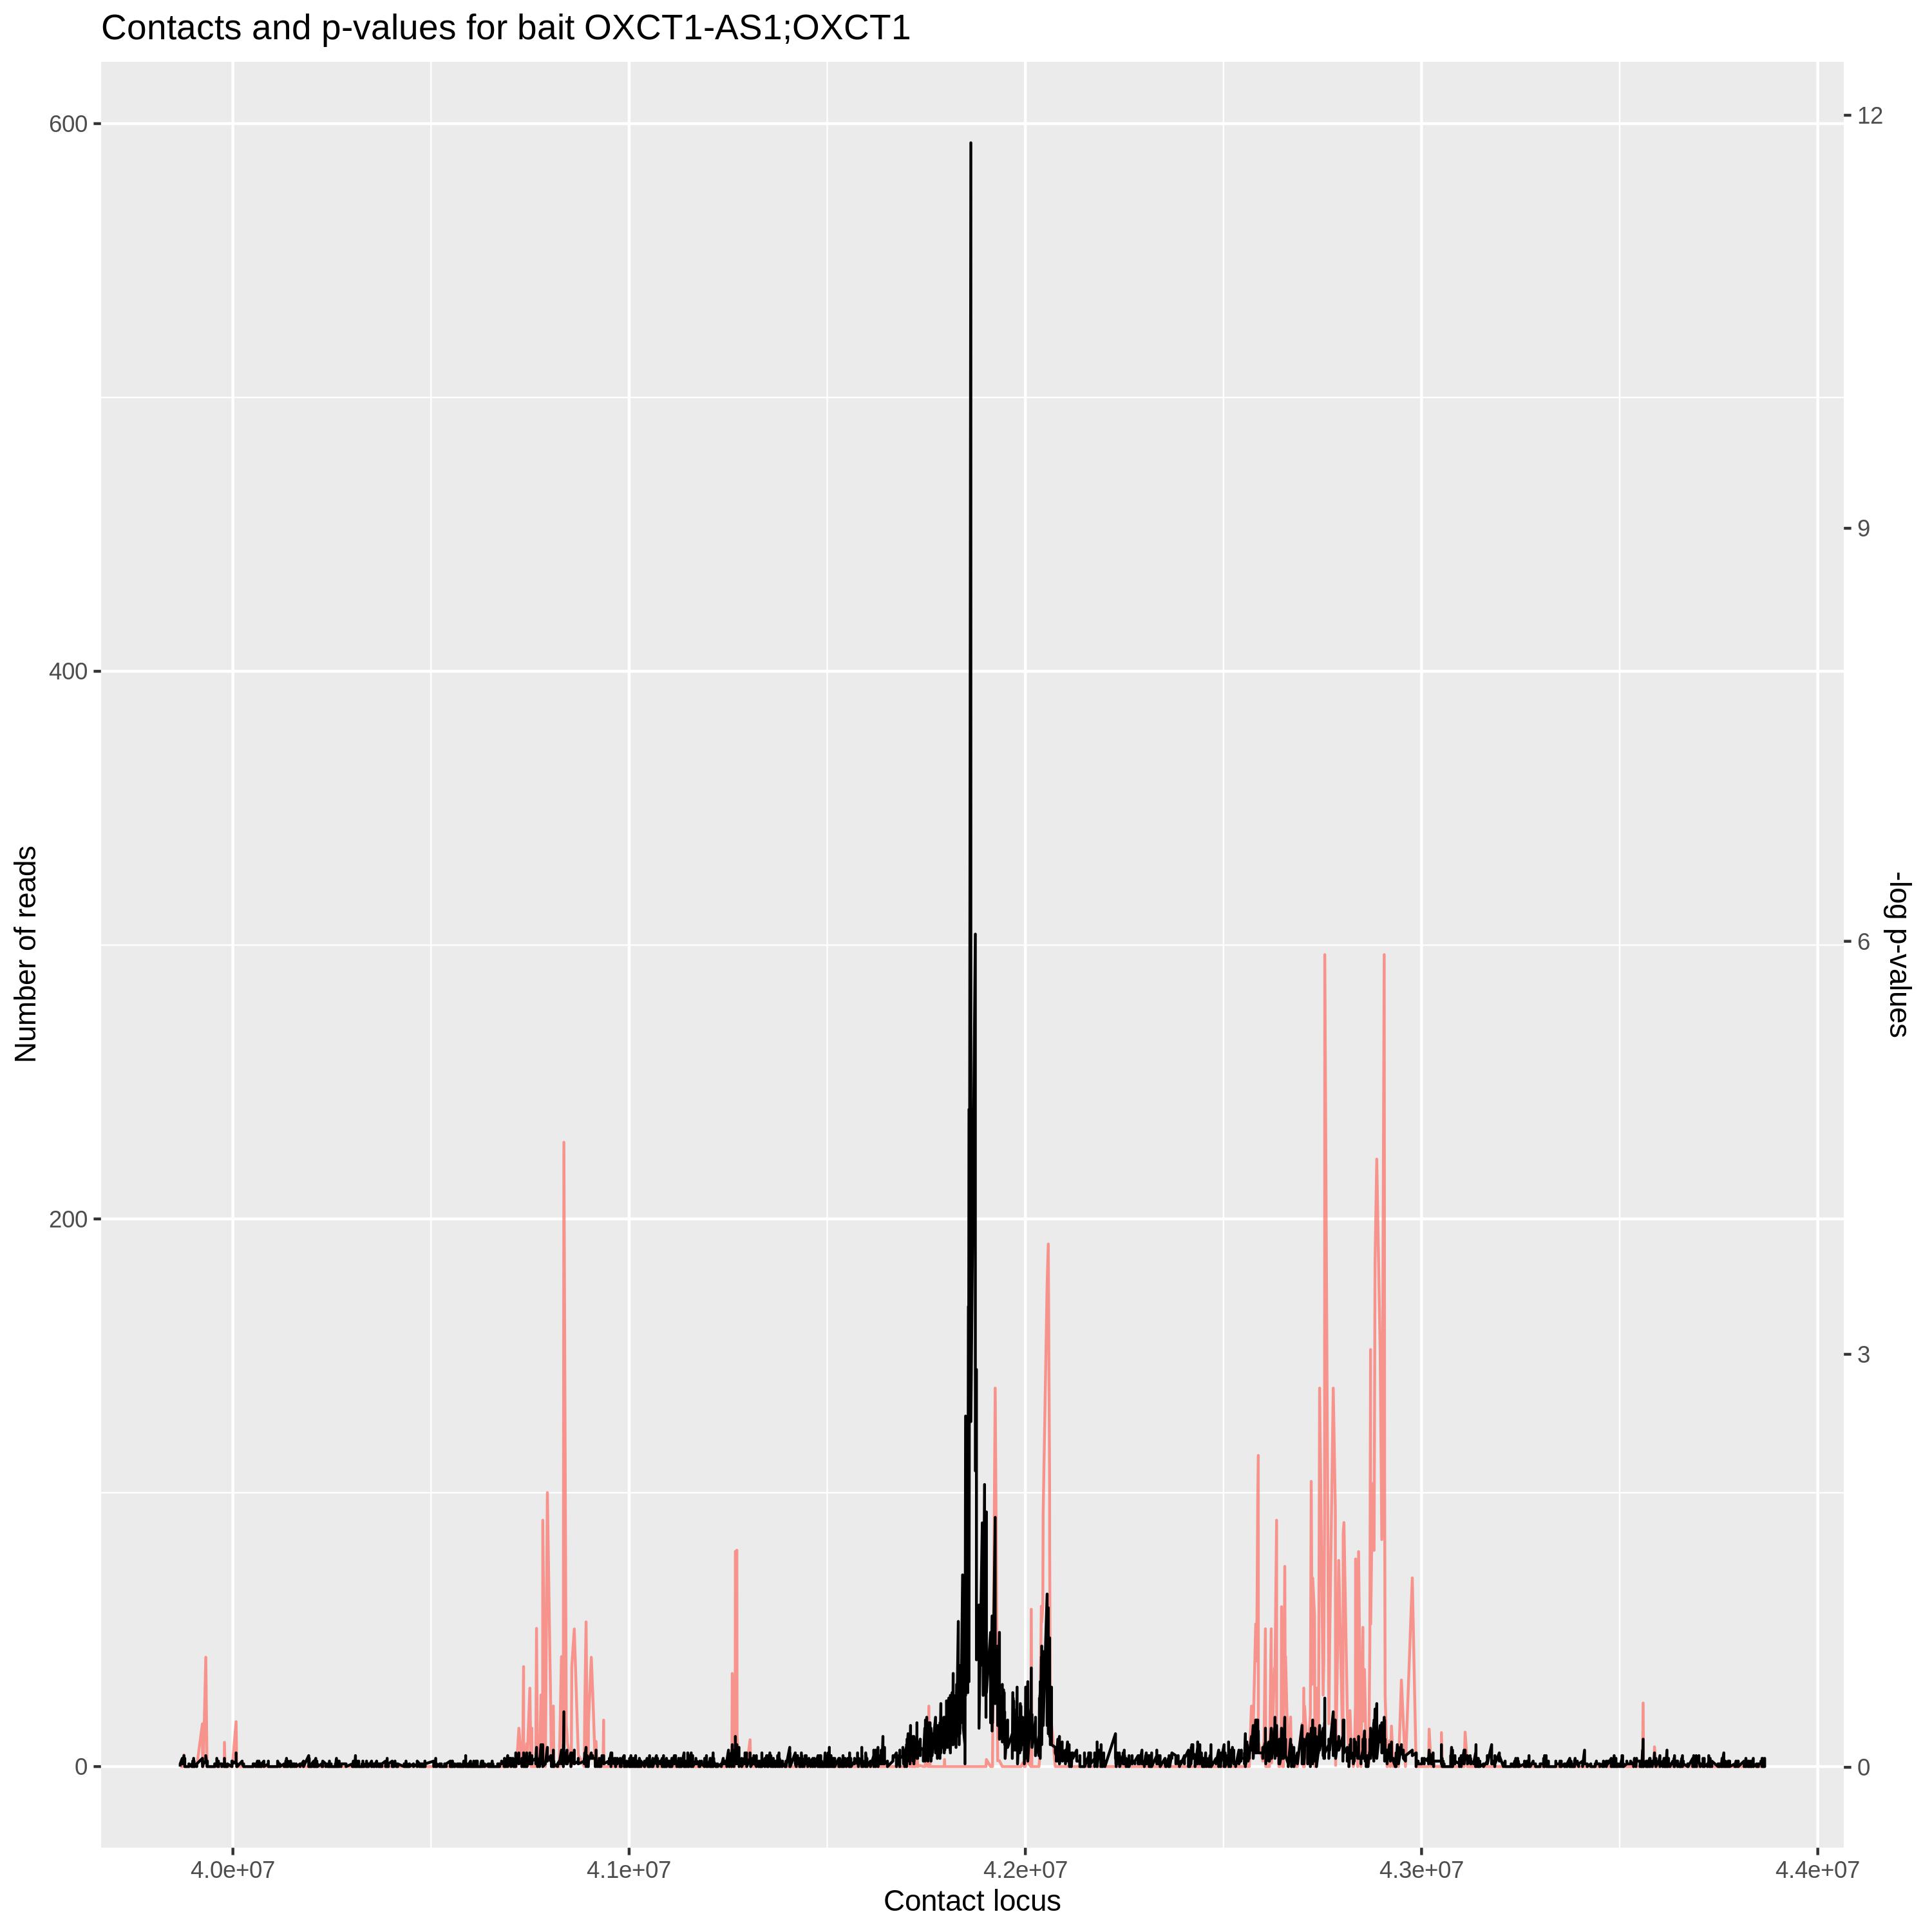 Contacts and p-values for bait OXCT1-AS1;OXCT1
600
400
200
0
Number of reads
12
9
6
3
0
-log p-values
4.0e+07 4.1e+07 4.2e+07 4.3e+07 4.4e+07
Contact locus